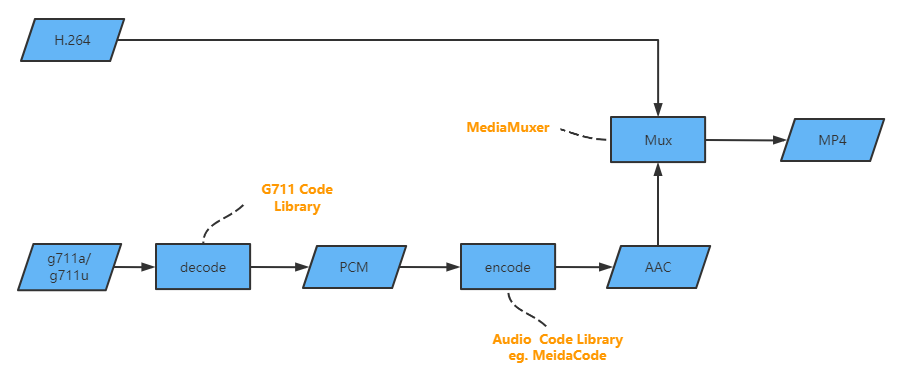 H.264
MediaMuxer
Mux
MP4
G711 Code
Library
g711a/
g711u
decode
PCM
encode
AAC
Audio  Code Library
eg. MeidaCode